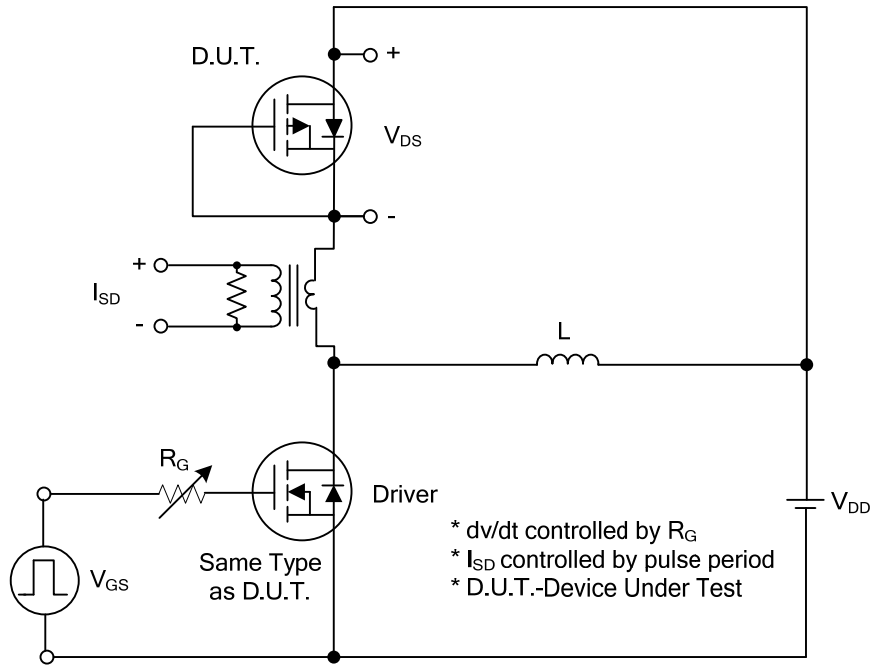 D.U.T.
+
VDS
-
+
ISD
-
L
RG
Driver
VDD
VGS
Same Type
as D.U.T.
* dv/dt controlled by RG
* ISD controlled by pulse period
* D.U.T.-Device Under Test